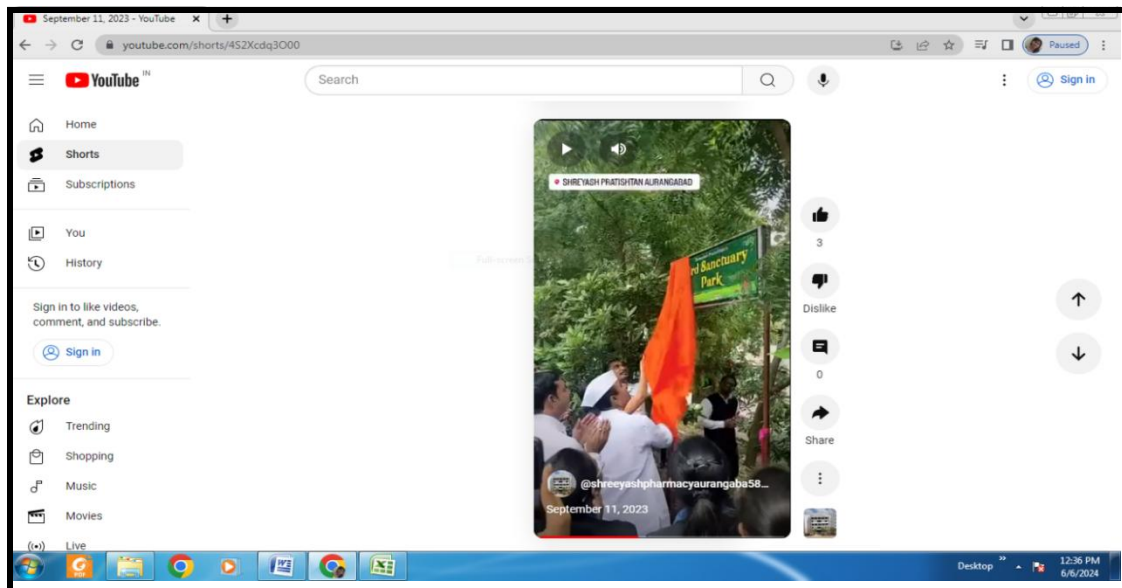 September 11, 2023 - YouTube
youtube.com/shorts/4S2Xcdq3O00
Paused
YouTube IN
Search
Sign in
Home
Shorts
Subscriptions
You
History
Sign in to like videos,
comment, and subscribe.
Sign in
Explore
Trending
Shopping
Music
Movies
Live
SHREYASH PRATISHTAN AURANGABAD
rd Sanctuary
Park
@shreeyashpharmacyaurangaba58...
September 11, 2023
3
Dislike
0
Share
Desktop
12:36 PM
6/6/2024